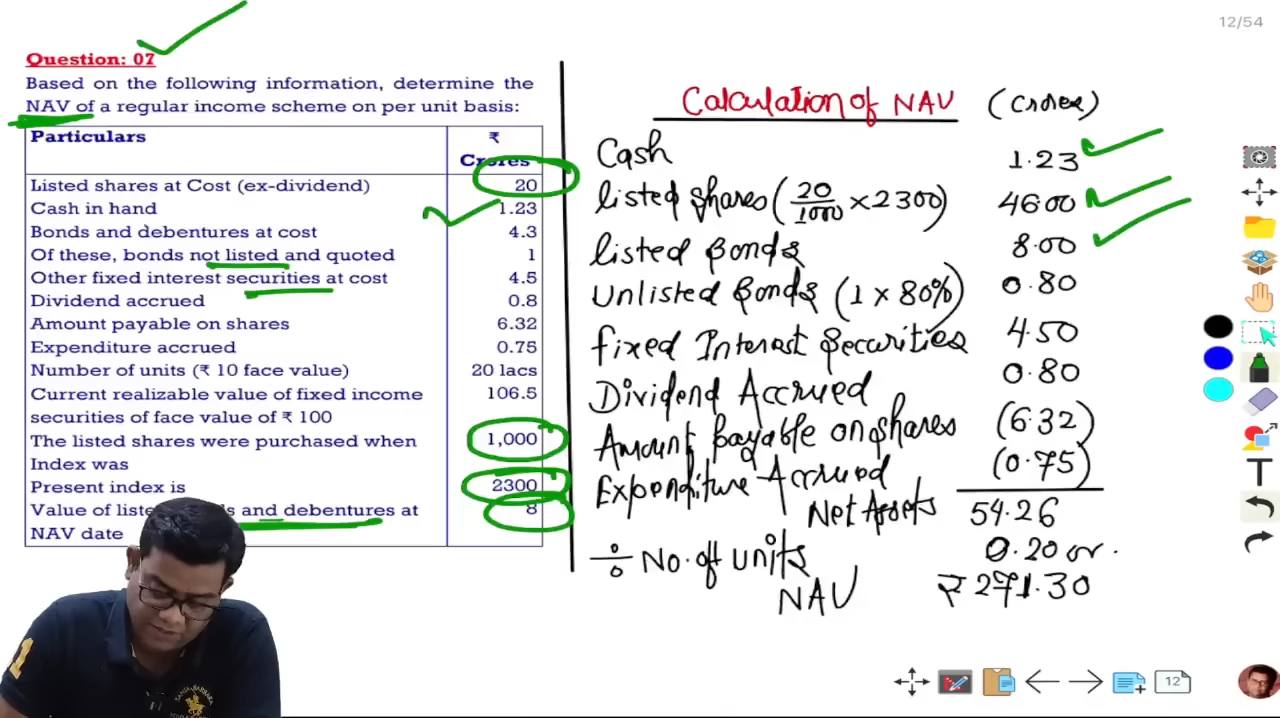 12/54
Question: 07
Based on the following information, determine the
NAV of a regular income scheme on per unit basis:
Particulars ₹
Crores
Listed shares at Cost (ex-dividend) 20
Cash in hand 1.23
Bonds and debentures at cost 4.3
Of these, bonds not listed and quoted 1
Other fixed interest securities at cost 4.5
Dividend accrued 0.8
Amount payable on shares 6.32
Expenditure accrued 0.75
Number of units (₹ 10 face value) 20 lacs
Current realizable value of fixed income 106.5
securities of face value of ₹ 100
The listed shares were purchased when 1,000
Index was
Present index is 2300
Value of and debentures at 8
NAV date
Calculation of NAV (Crores)
Cash 1.23
listed shares (20/1000 × 2300) 46.00
listed Bonds 8.00
Unlisted Bonds (1 × 80%) 0.80
fixed Interest Securities 4.50
Dividend Accrued 0.80
Amount payable on shares (6.32)
Expenditure Accrued (0.75)
Net Assets 54.26
÷ No. of units 0.20 cr.
NAV ₹ 271.30
12